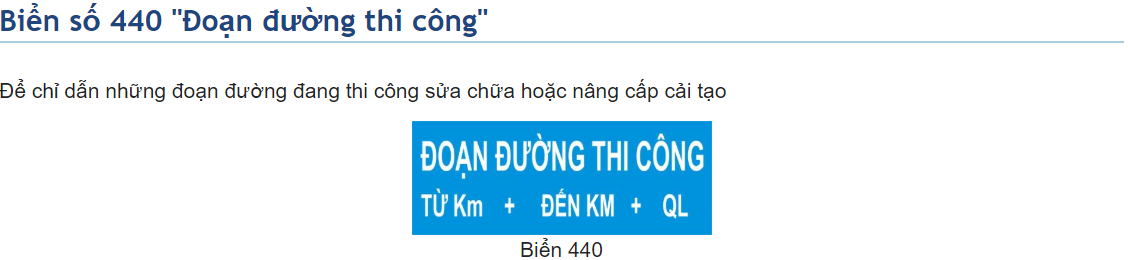 Biển số 440 "Đoạn đường thi công"
Để chỉ dẫn những đoạn đường đang thi công sửa chữa hoặc nâng cấp cải tạo
ĐOẠN ĐƯỜNG THI CÔNG
TỪ Km + ĐẾN KM + QL
Biển 440